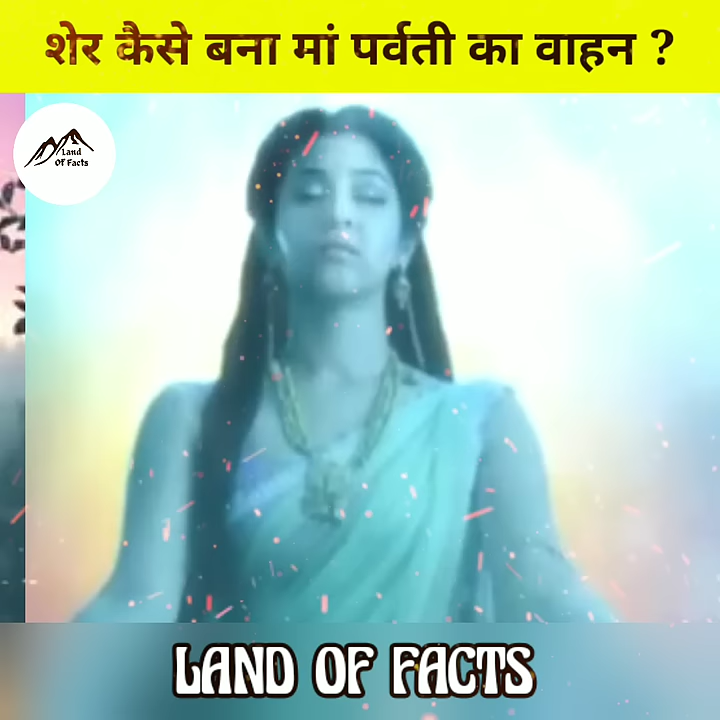 शेर कैसे बना मां पर्वती का वाहन ?
Land
Of Facts
LAND OF FACTS